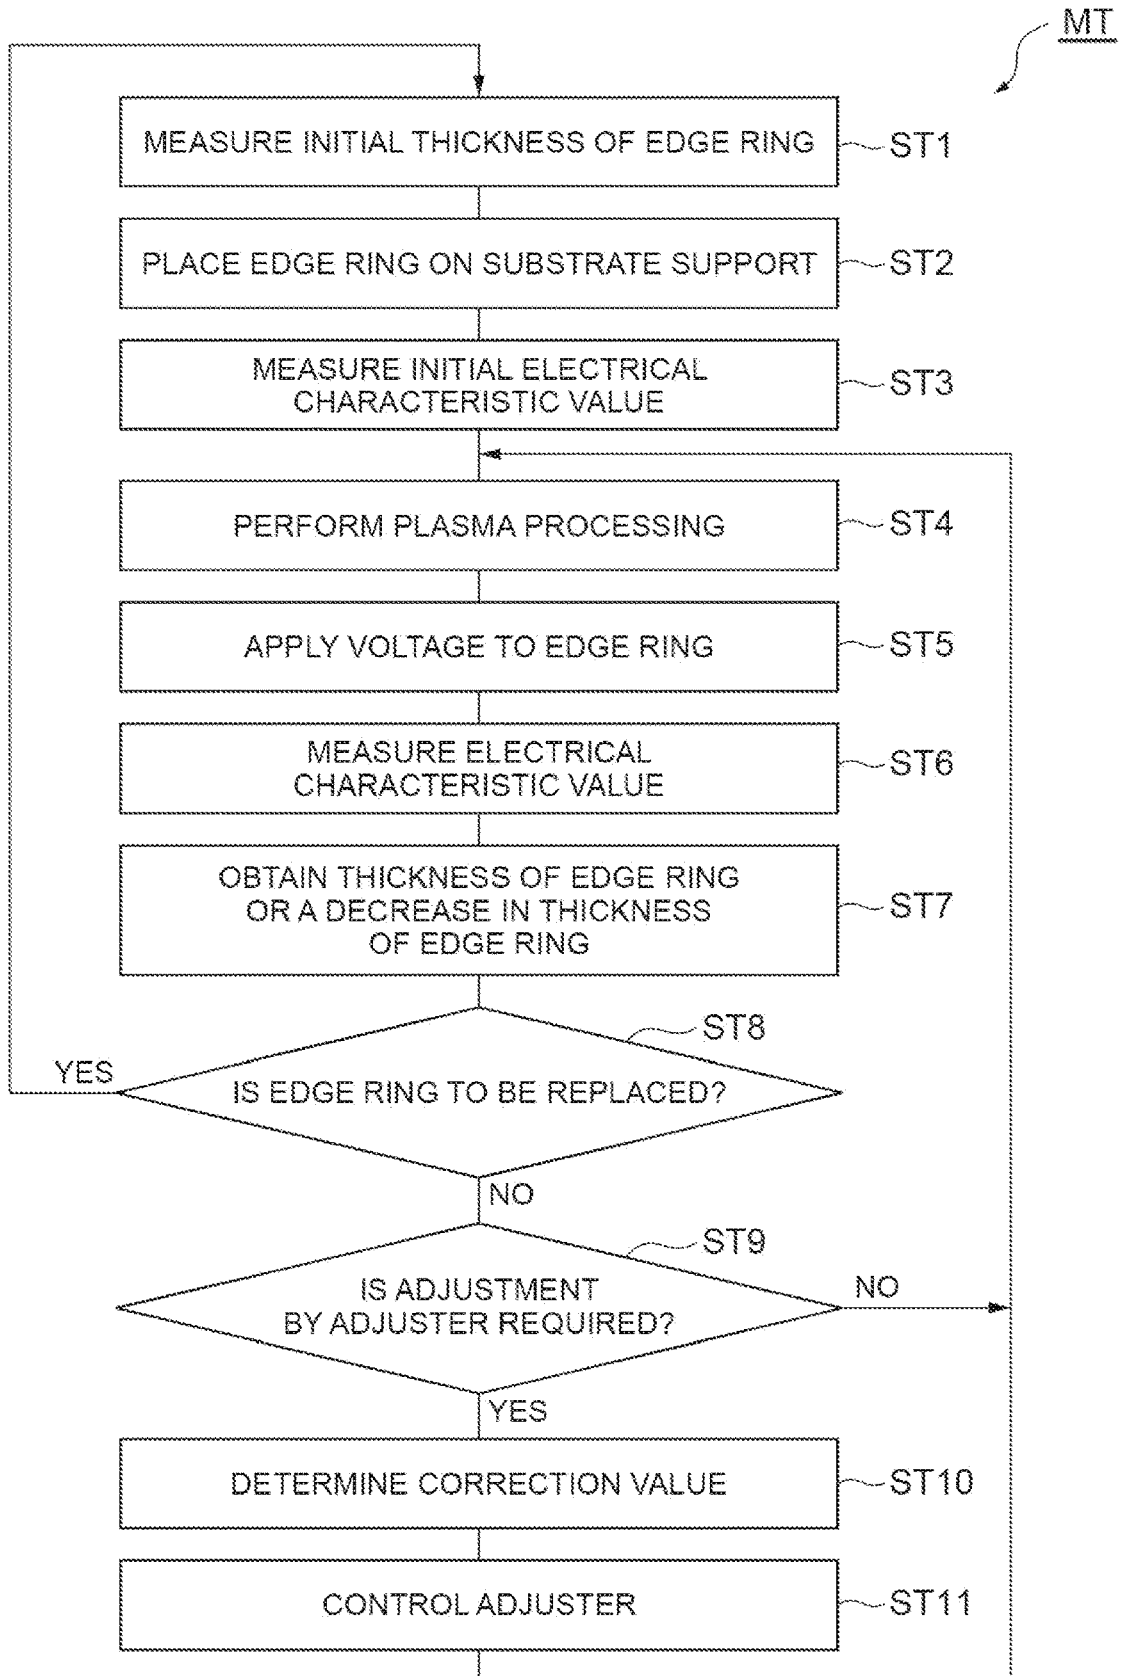 MT
MEASURE INITIAL THICKNESS OF EDGE RING
ST1
PLACE EDGE RING ON SUBSTRATE SUPPORT
ST2
MEASURE INITIAL ELECTRICAL
CHARACTERISTIC VALUE
ST3
PERFORM PLASMA PROCESSING
ST4
APPLY VOLTAGE TO EDGE RING
ST5
MEASURE ELECTRICAL
CHARACTERISTIC VALUE
ST6
OBTAIN THICKNESS OF EDGE RING
OR A DECREASE IN THICKNESS
OF EDGE RING
ST7
ST8
YES
IS EDGE RING TO BE REPLACED?
NO
ST9
IS ADJUSTMENT
BY ADJUSTER REQUIRED?
NO
YES
DETERMINE CORRECTION VALUE
ST10
CONTROL ADJUSTER
ST11